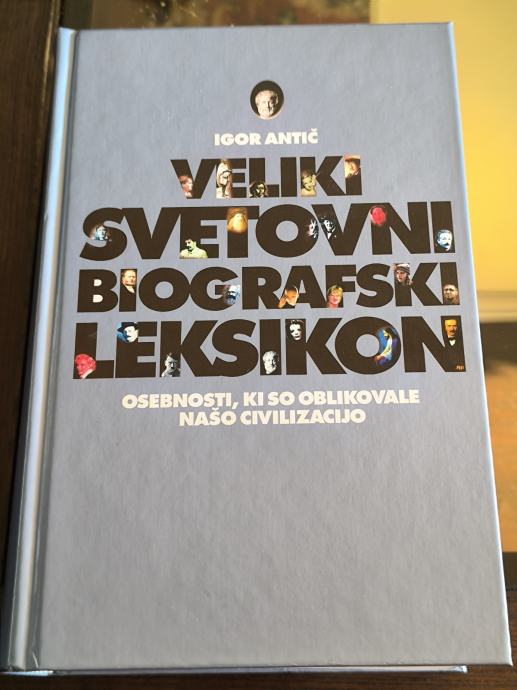 IGOR ANTIČ
VELIKI
SVETOVNI
BIOGRAFSKI
LEKSIKON
OSEBNOSTI, KI SO OBLIKOVALE
NAŠO CIVILIZACIJO